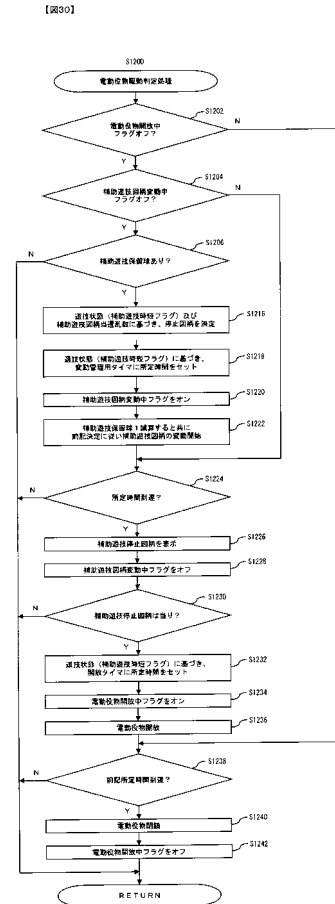 【図30】
S1200
電動役物駆動判定処理
S1202
電動役物開放中
フラグオフ？
N
Y
S1204
補助遊技図柄変動中
フラグオフ？
N
Y
S1206
補助遊技保留球あり？
N
Y
遊技状態（補助遊技時短フラグ）及び
補助遊技図柄当選乱数に基づき、停止図柄を決定
S1216
遊技状態（補助遊技時短フラグ）に基づき、
変動管理用タイマに所定時間をセット
S1218
補助遊技図柄変動中フラグをオン
S1220
補助遊技保留球１減算すると共に
前記決定に従い補助遊技図柄の変動開始
S1222
S1224
所定時間到達？
N
Y
補助遊技停止図柄を表示
S1226
補助遊技図柄変動中フラグをオフ
S1228
S1230
補助遊技停止図柄は当り？
N
Y
遊技状態（補助遊技時短フラグ）に基づき、
開放タイマに所定時間をセット
S1232
電動役物開放中フラグをオン
S1234
電動役物開放
S1236
S1238
前記所定時間到達？
N
Y
電動役物閉鎖
S1240
電動役物開放中フラグをオフ
S1242
RETURN